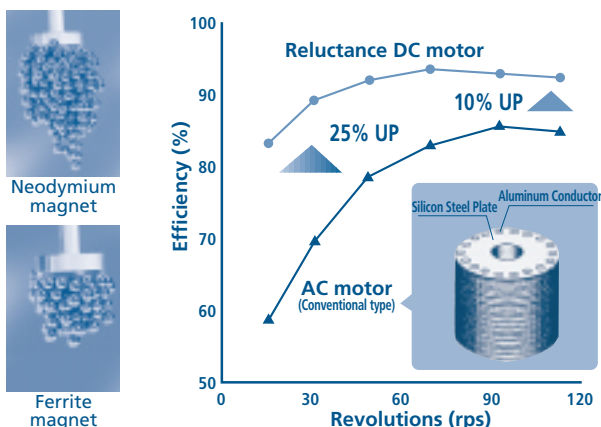 Neodymium
magnet
Ferrite
magnet
100
90
80
70
60
50
Efficiency (%)
Reluctance DC motor
10% UP
25% UP
Silicon Steel Plate
Aluminum Conductor
AC motor
(Conventional type)
0
30
60
90
120
Revolutions (rps)